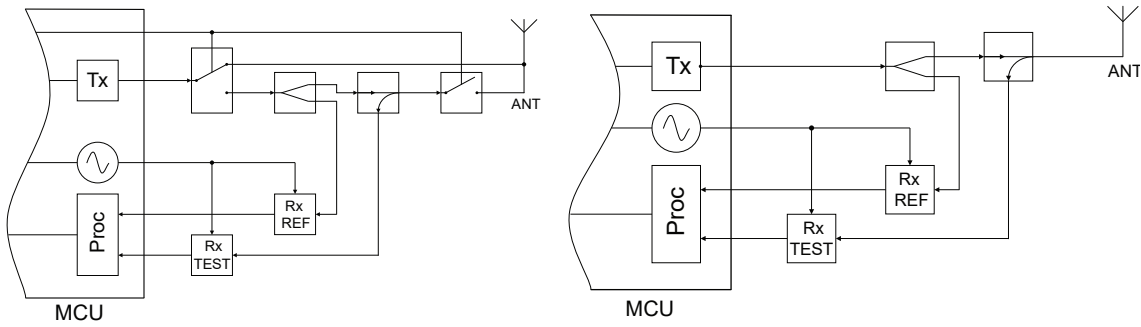 Tx
ANT
Proc
Rx
REF
Rx
TEST
MCU
Tx
ANT
Proc
Rx
REF
Rx
TEST
MCU